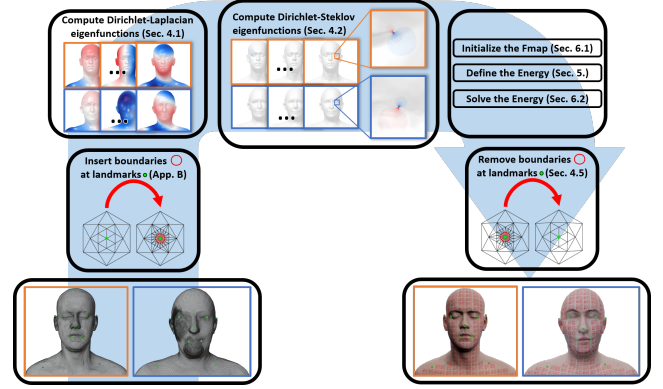 Compute Dirichlet-Laplacian
eigenfunctions (Sec. 4.1)
Compute Dirichlet-Steklov
eigenfunctions (Sec. 4.2)
Initialize the Fmap (Sec. 6.1)
Define the Energy (Sec. 5.)
Solve the Energy (Sec. 6.2)
Insert boundaries
at landmarks (App. B)
Remove boundaries
at landmarks (Sec. 4.5)